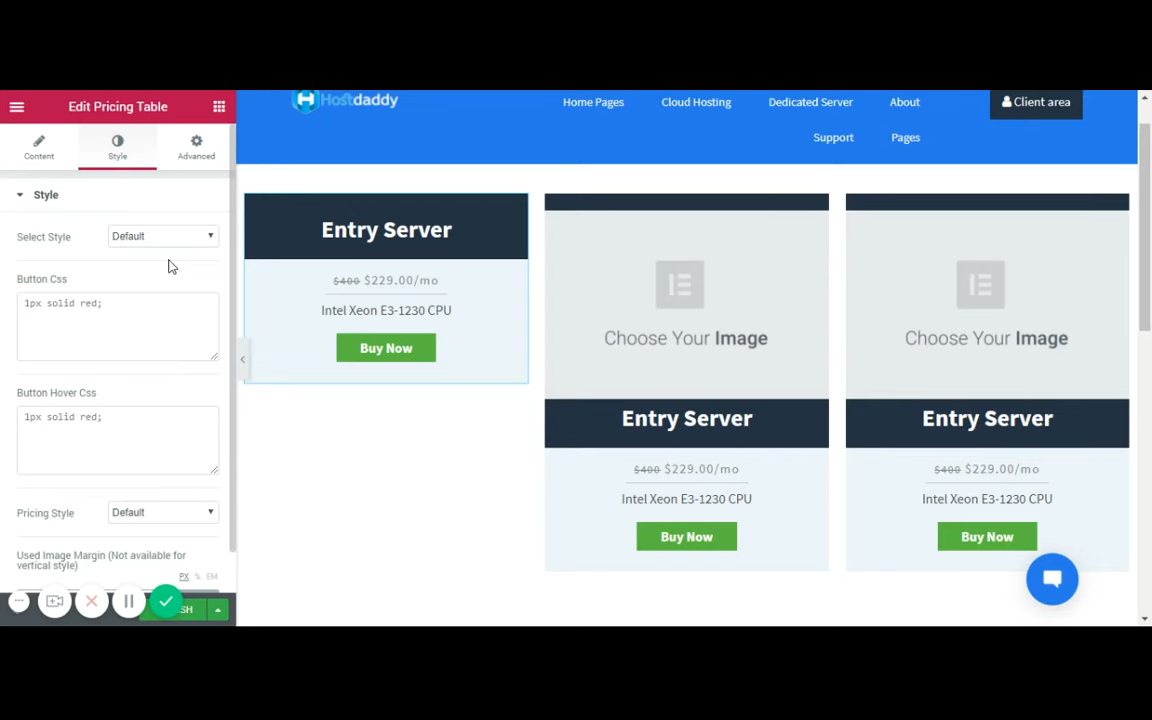 Edit Pricing Table
Content
Style
Advanced
Style
Select Style
Default
Button Css
1px solid red;
Button Hover Css
1px solid red;
Pricing Style
Default
Used Image Margin (Not available for
vertical style)
PX % EM
SH
Hostdaddy
Home Pages
Cloud Hosting
Dedicated Server
About
Support
Pages
Client area
Entry Server
$400 $229.00/mo
Intel Xeon E3-1230 CPU
Buy Now
Choose Your Image
Entry Server
$400 $229.00/mo
Intel Xeon E3-1230 CPU
Buy Now
Choose Your Image
Entry Server
$400 $229.00/mo
Intel Xeon E3-1230 CPU
Buy Now